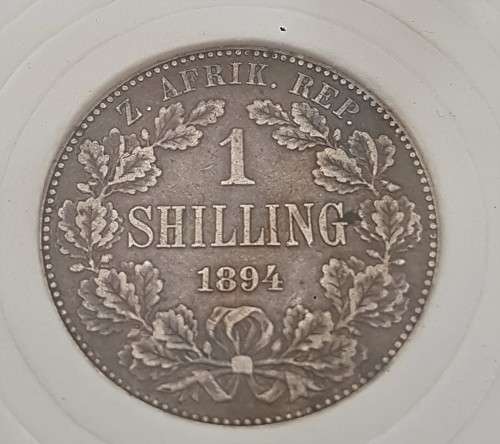 Z. AFRIK. REP.
1
SHILLING
1894